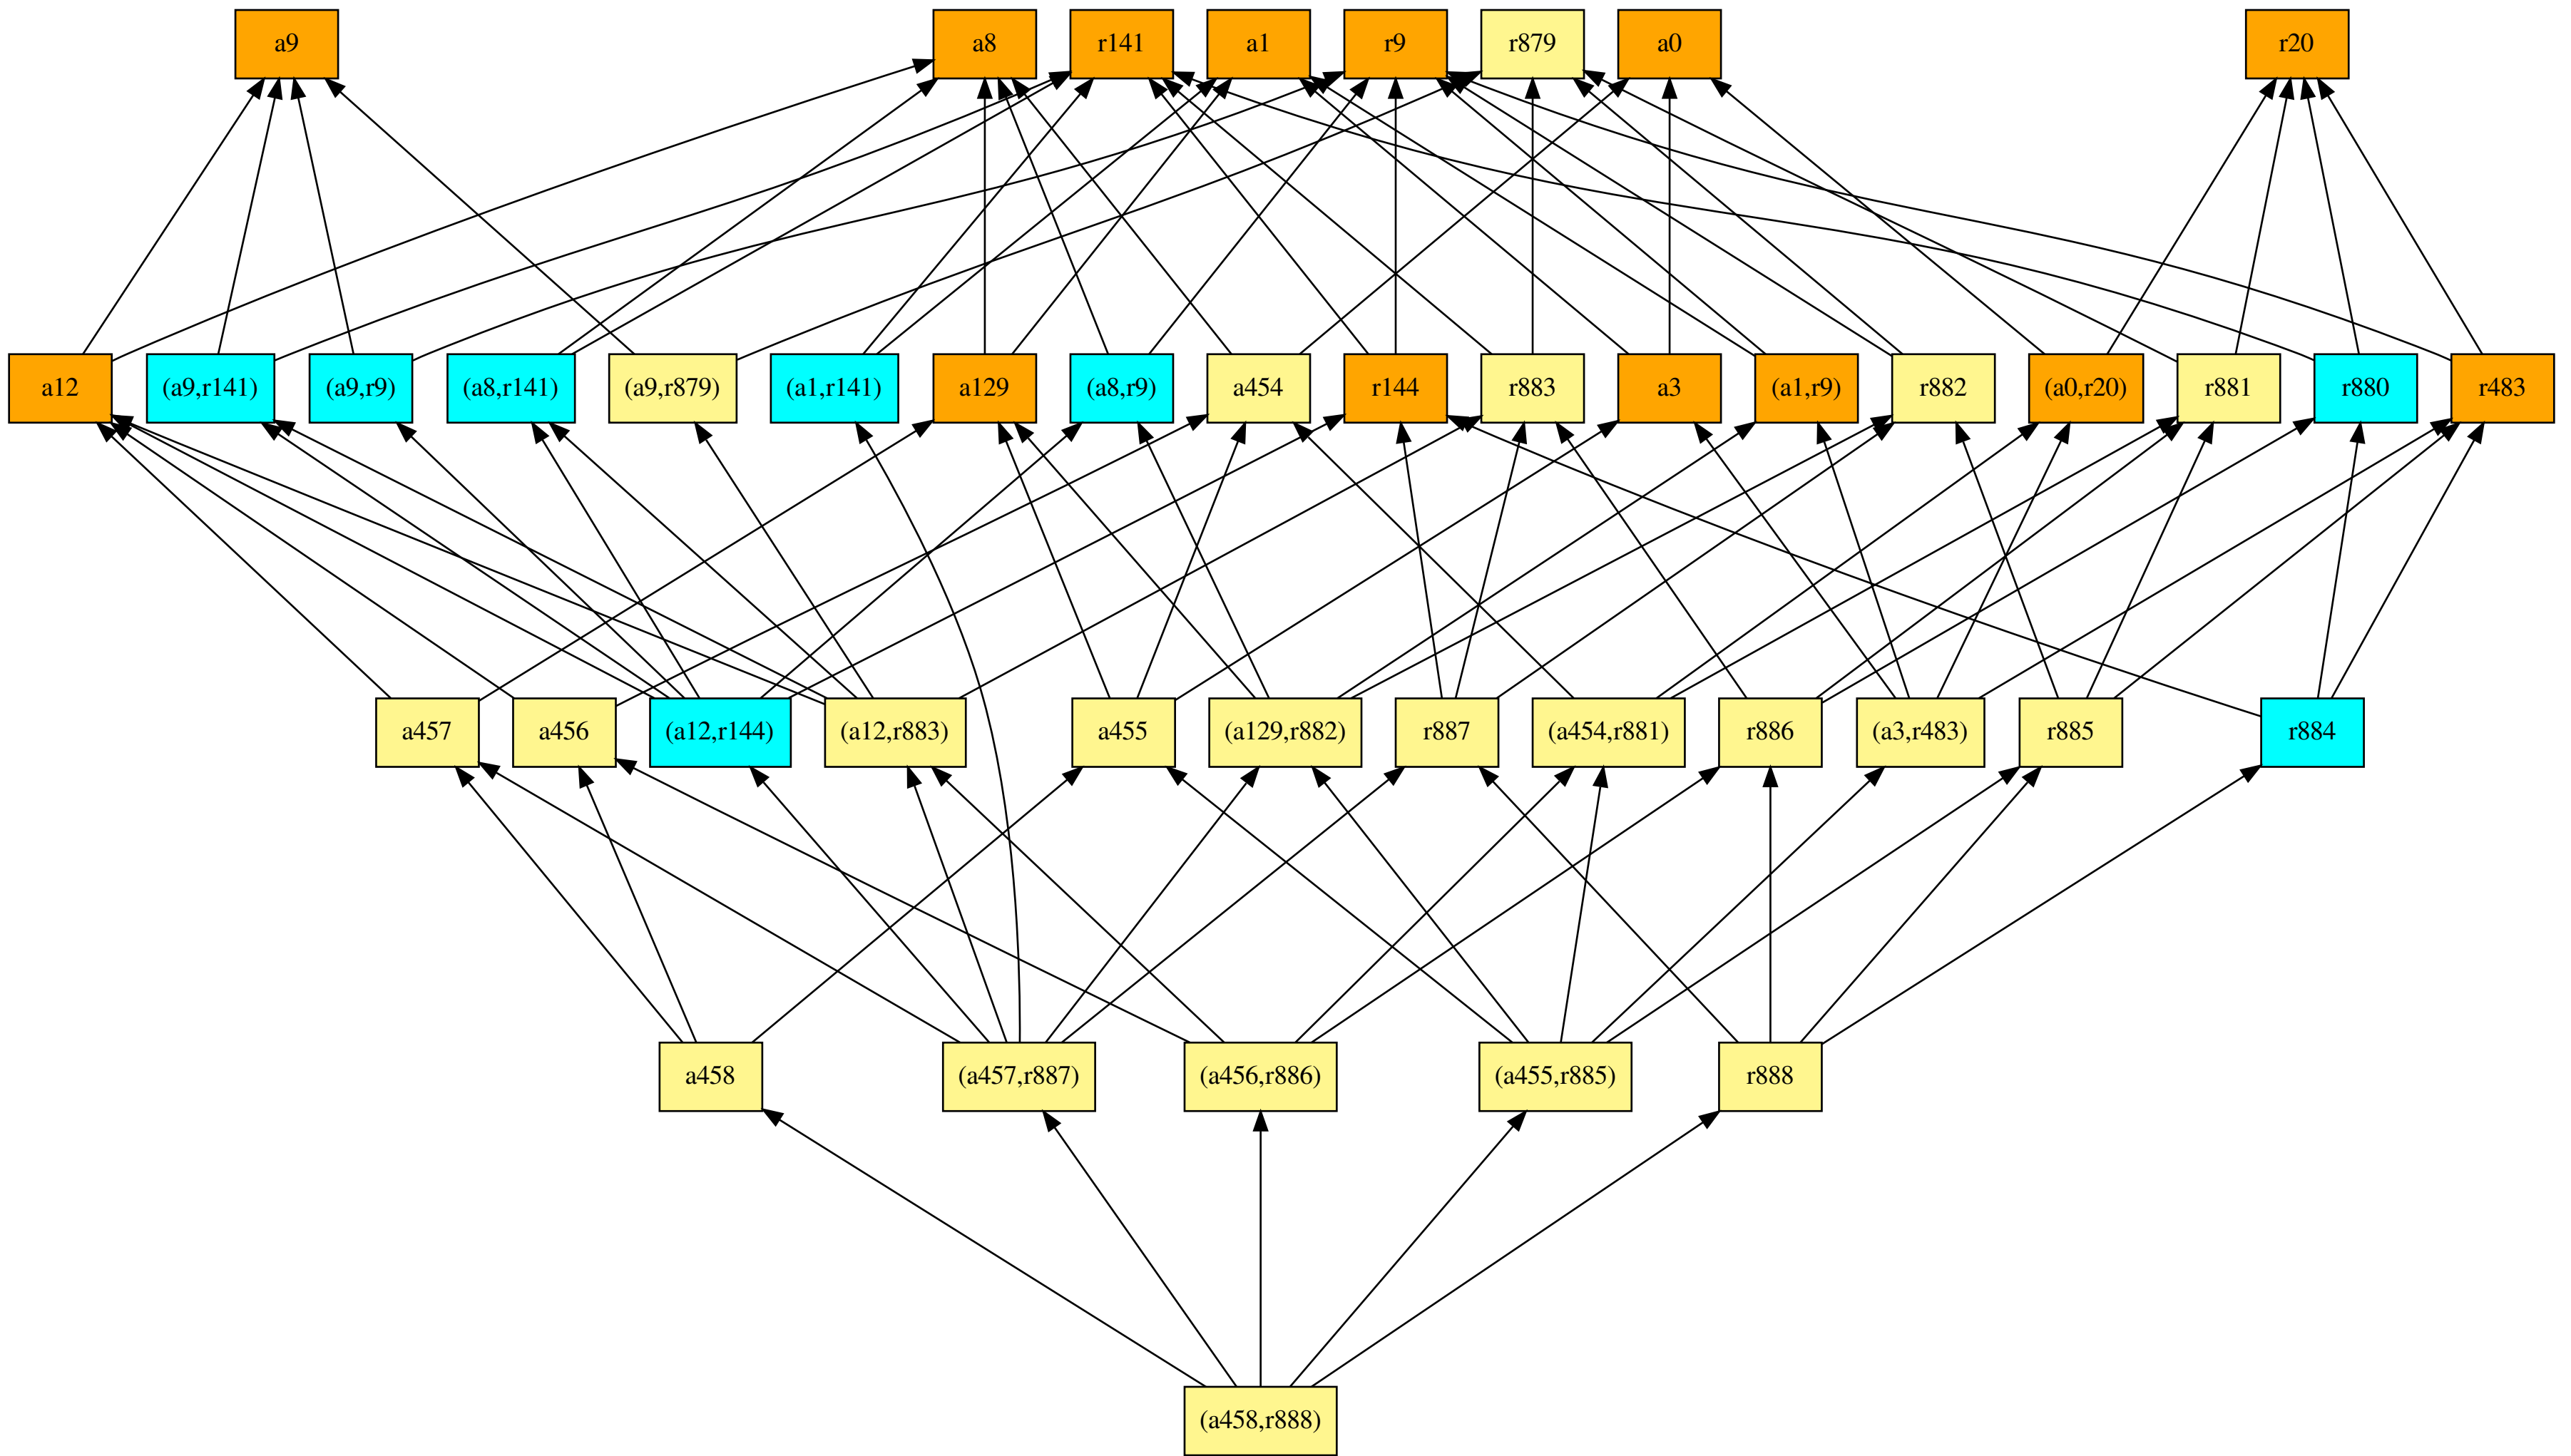 a9
a8
r141
a1
r9
r879
a0
r20
a12
(a9,r141)
(a9,r9)
(a8,r141)
(a9,r879)
(a1,r141)
a129
(a8,r9)
a454
r144
r883
a3
(a1,r9)
r882
(a0,r20)
r881
r880
r483
a457
a456
(a12,r144)
(a12,r883)
a455
(a129,r882)
r887
(a454,r881)
r886
(a3,r483)
r885
r884
a458
(a457,r887)
(a456,r886)
(a455,r885)
r888
(a458,r888)